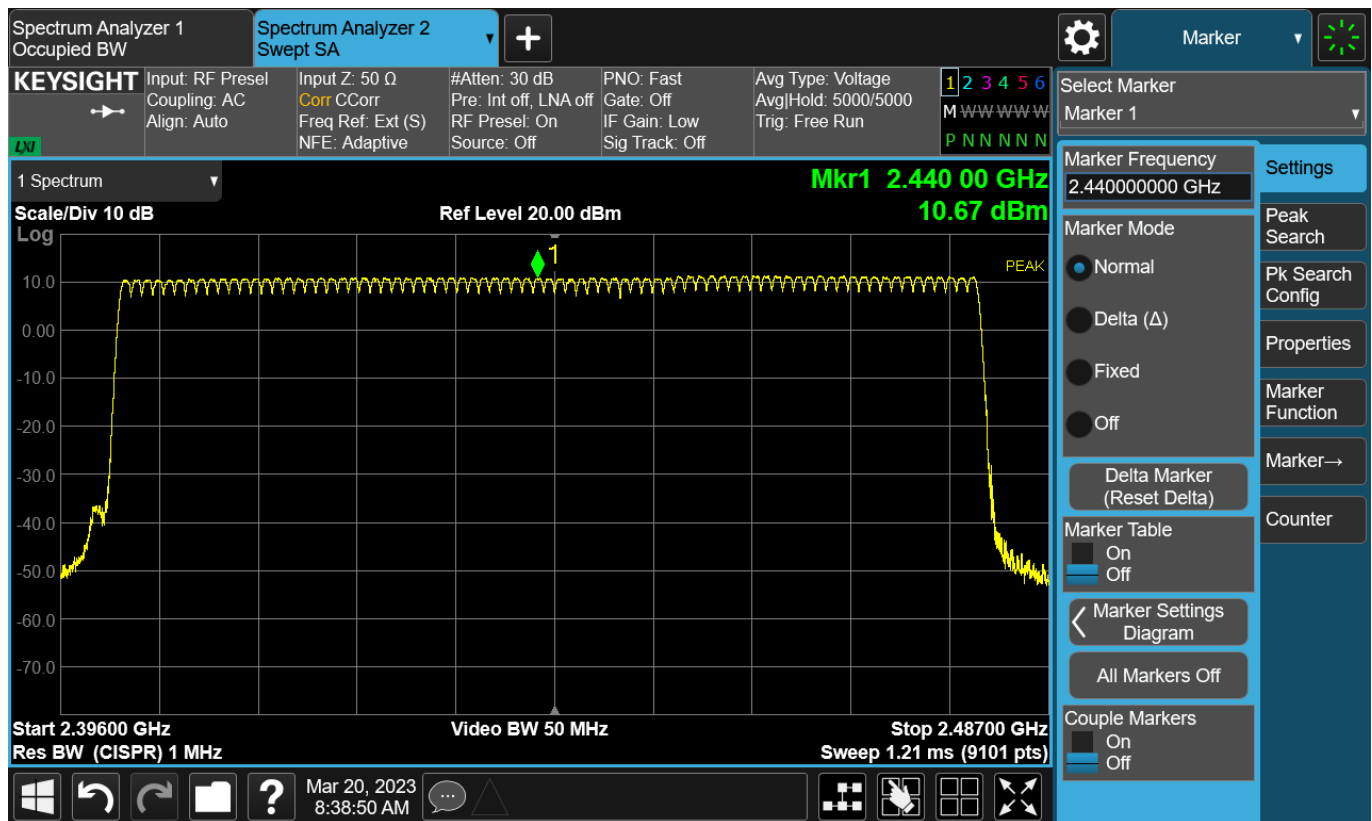 Spectrum Analyzer 1
Occupied BW
Spectrum Analyzer 2
Swept SA
Marker
KEYSIGHT
LXI
Input: RF Presel
Coupling: AC
Align: Auto
Input Z: 50 Ω
Corr CCorr
Freq Ref: Ext (S)
NFE: Adaptive
#Atten: 30 dB
Pre: Int off, LNA off
RF Presel: On
Source: Off
PNO: Fast
Gate: Off
IF Gain: Low
Sig Track: Off
Avg Type: Voltage
Avg|Hold: 5000/5000
Trig: Free Run
1 2 3 4 5 6
M W W W W W
P N N N N N
1 Spectrum
Mkr1 2.440 00 GHz
10.67 dBm
Scale/Div 10 dB
Ref Level 20.00 dBm
Log
1
PEAK
10.0
0.00
-10.0
-20.0
-30.0
-40.0
-50.0
-60.0
-70.0
Start 2.39600 GHz
Video BW 50 MHz
Stop 2.48700 GHz
Res BW (CISPR) 1 MHz
Sweep 1.21 ms (9101 pts)
Select Marker
Marker 1
Marker Frequency
2.440000000 GHz
Marker Mode
Normal
Delta (Δ)
Fixed
Off
Delta Marker
(Reset Delta)
Marker Table
On
Off
Marker Settings
Diagram
All Markers Off
Couple Markers
On
Off
Settings
Peak
Search
Pk Search
Config
Properties
Marker
Function
Marker→
Counter
?
Mar 20, 2023
8:38:50 AM